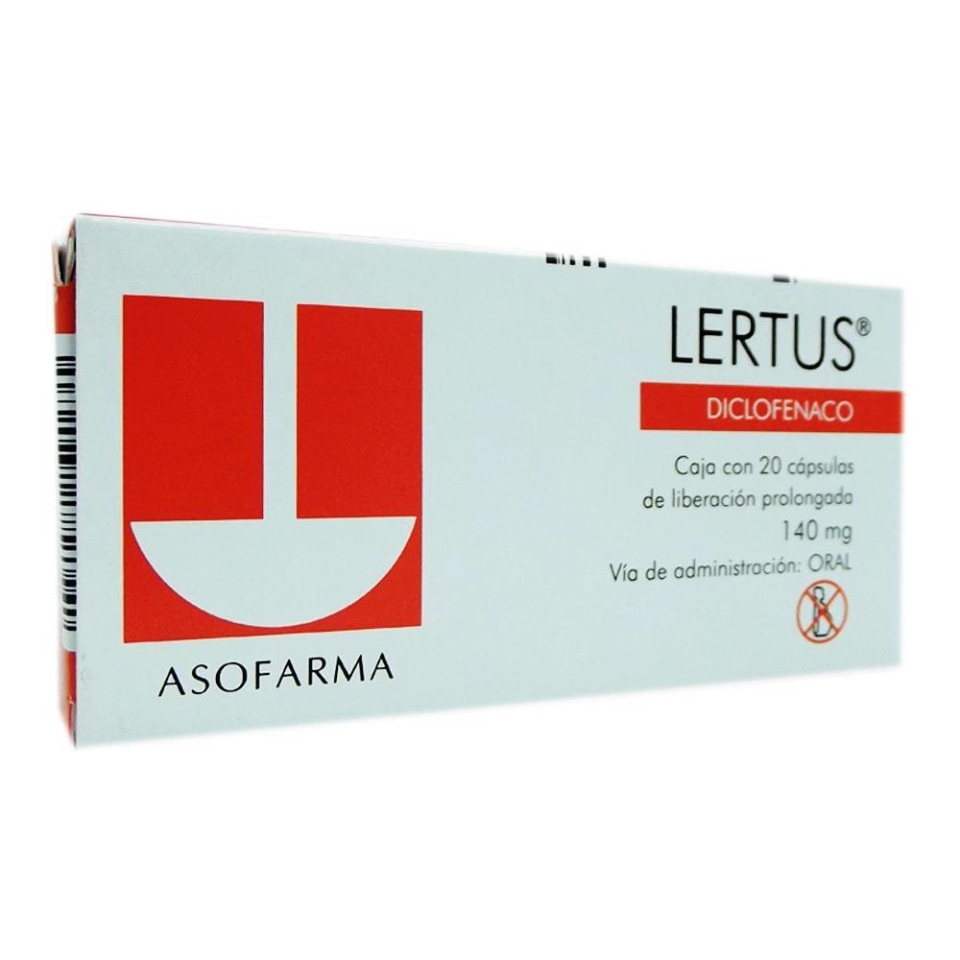 LERTUS®
DICLOFENACO
Caja con 20 cápsulas
de liberación prolongada
140 mg
Vía de administración: ORAL
ASOFARMA